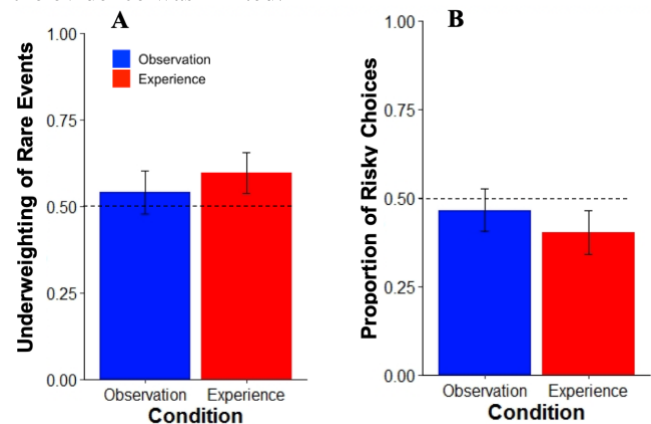 A
B
1.00
0.75
0.50
0.25
0.00
Underweighting of Rare Events
Observation
Experience
Observation Experience
Condition
1.00
0.75
0.50
0.25
0.00
Proportion of Risky Choices
Observation Experience
Condition